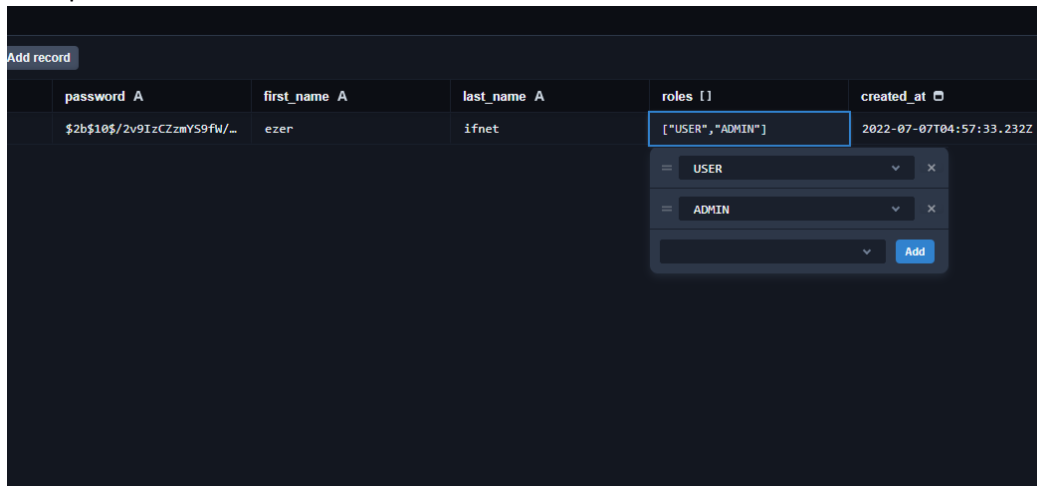 Add record
password A first_name A last_name A roles [] created_at
$2b$10$/2v9IzCZzmYS9fW/… ezer ifnet ["USER","ADMIN"] 2022-07-07T04:57:33.232Z
USER
ADMIN
Add